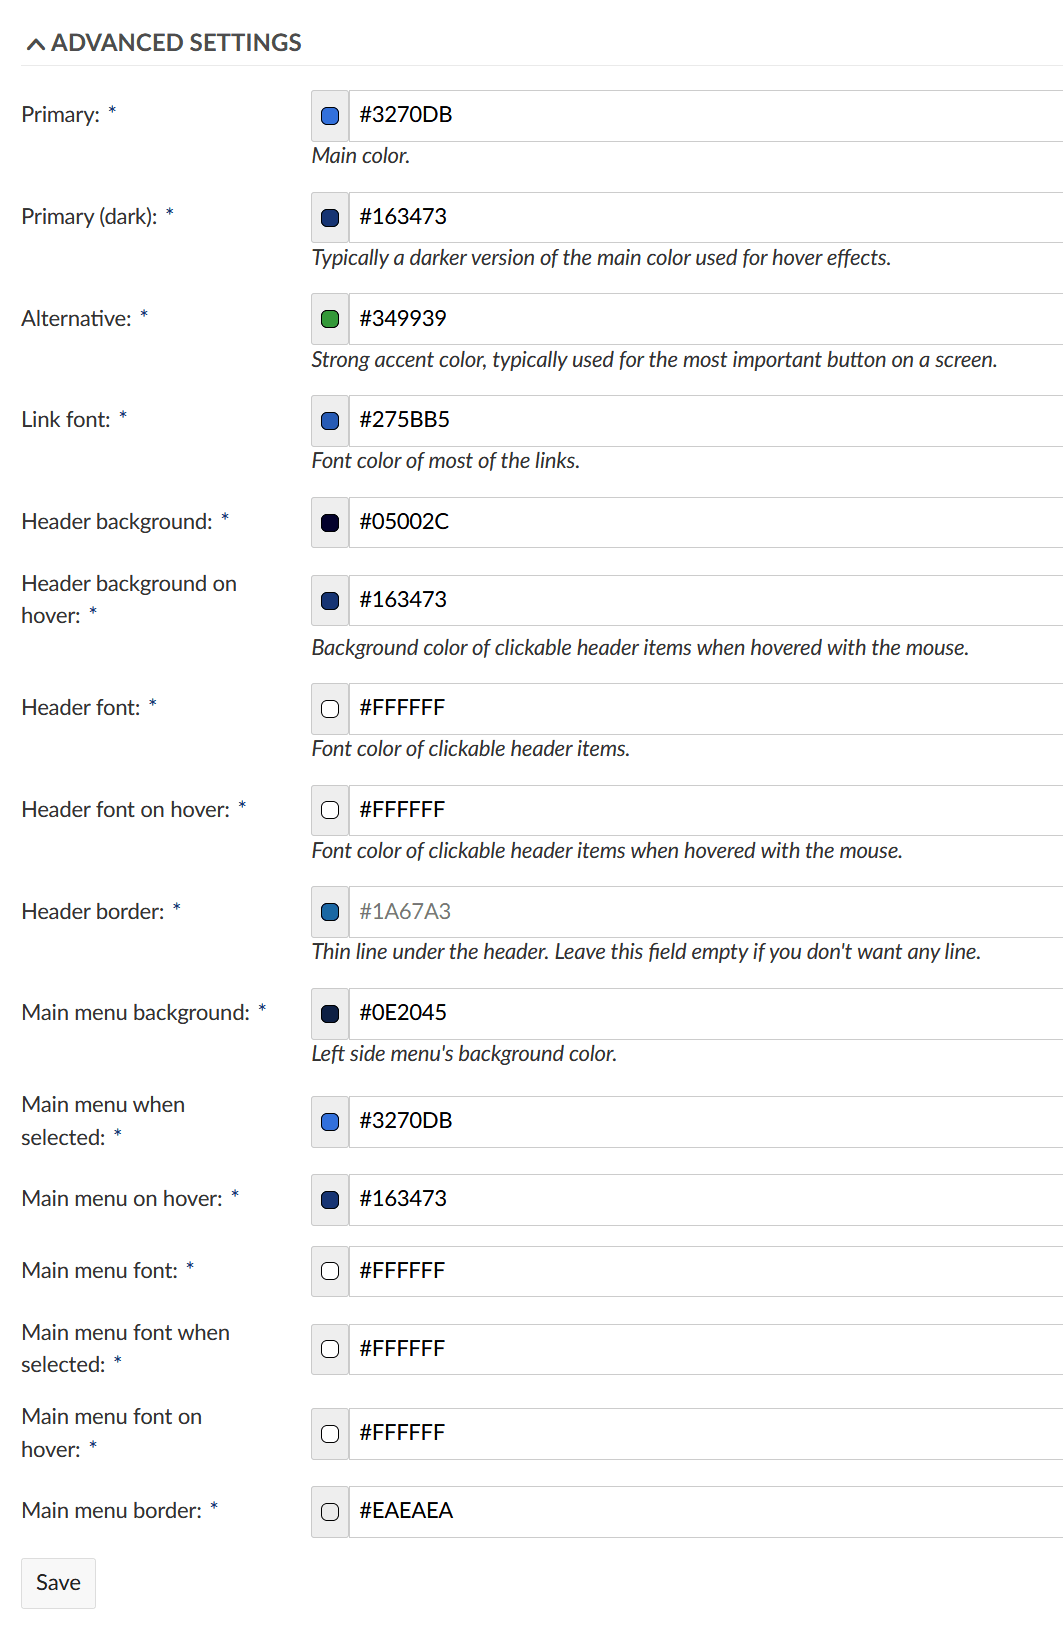 ADVANCED SETTINGS
Primary: *
#3270DB
Main color.
Primary (dark): *
#163473
Typically a darker version of the main color used for hover effects.
Alternative: *
#349939
Strong accent color, typically used for the most important button on a screen.
Link font: *
#275BB5
Font color of most of the links.
Header background: *
#05002C
Header background on
hover: *
#163473
Background color of clickable header items when hovered with the mouse.
Header font: *
#FFFFFF
Font color of clickable header items.
Header font on hover: *
#FFFFFF
Font color of clickable header items when hovered with the mouse.
Header border: *
#1A67A3
Thin line under the header. Leave this field empty if you don't want any line.
Main menu background: *
#0E2045
Left side menu's background color.
Main menu when
selected: *
#3270DB
Main menu on hover: *
#163473
Main menu font: *
#FFFFFF
Main menu font when
selected: *
#FFFFFF
Main menu font on
hover: *
#FFFFFF
Main menu border: *
#EAEAEA
Save